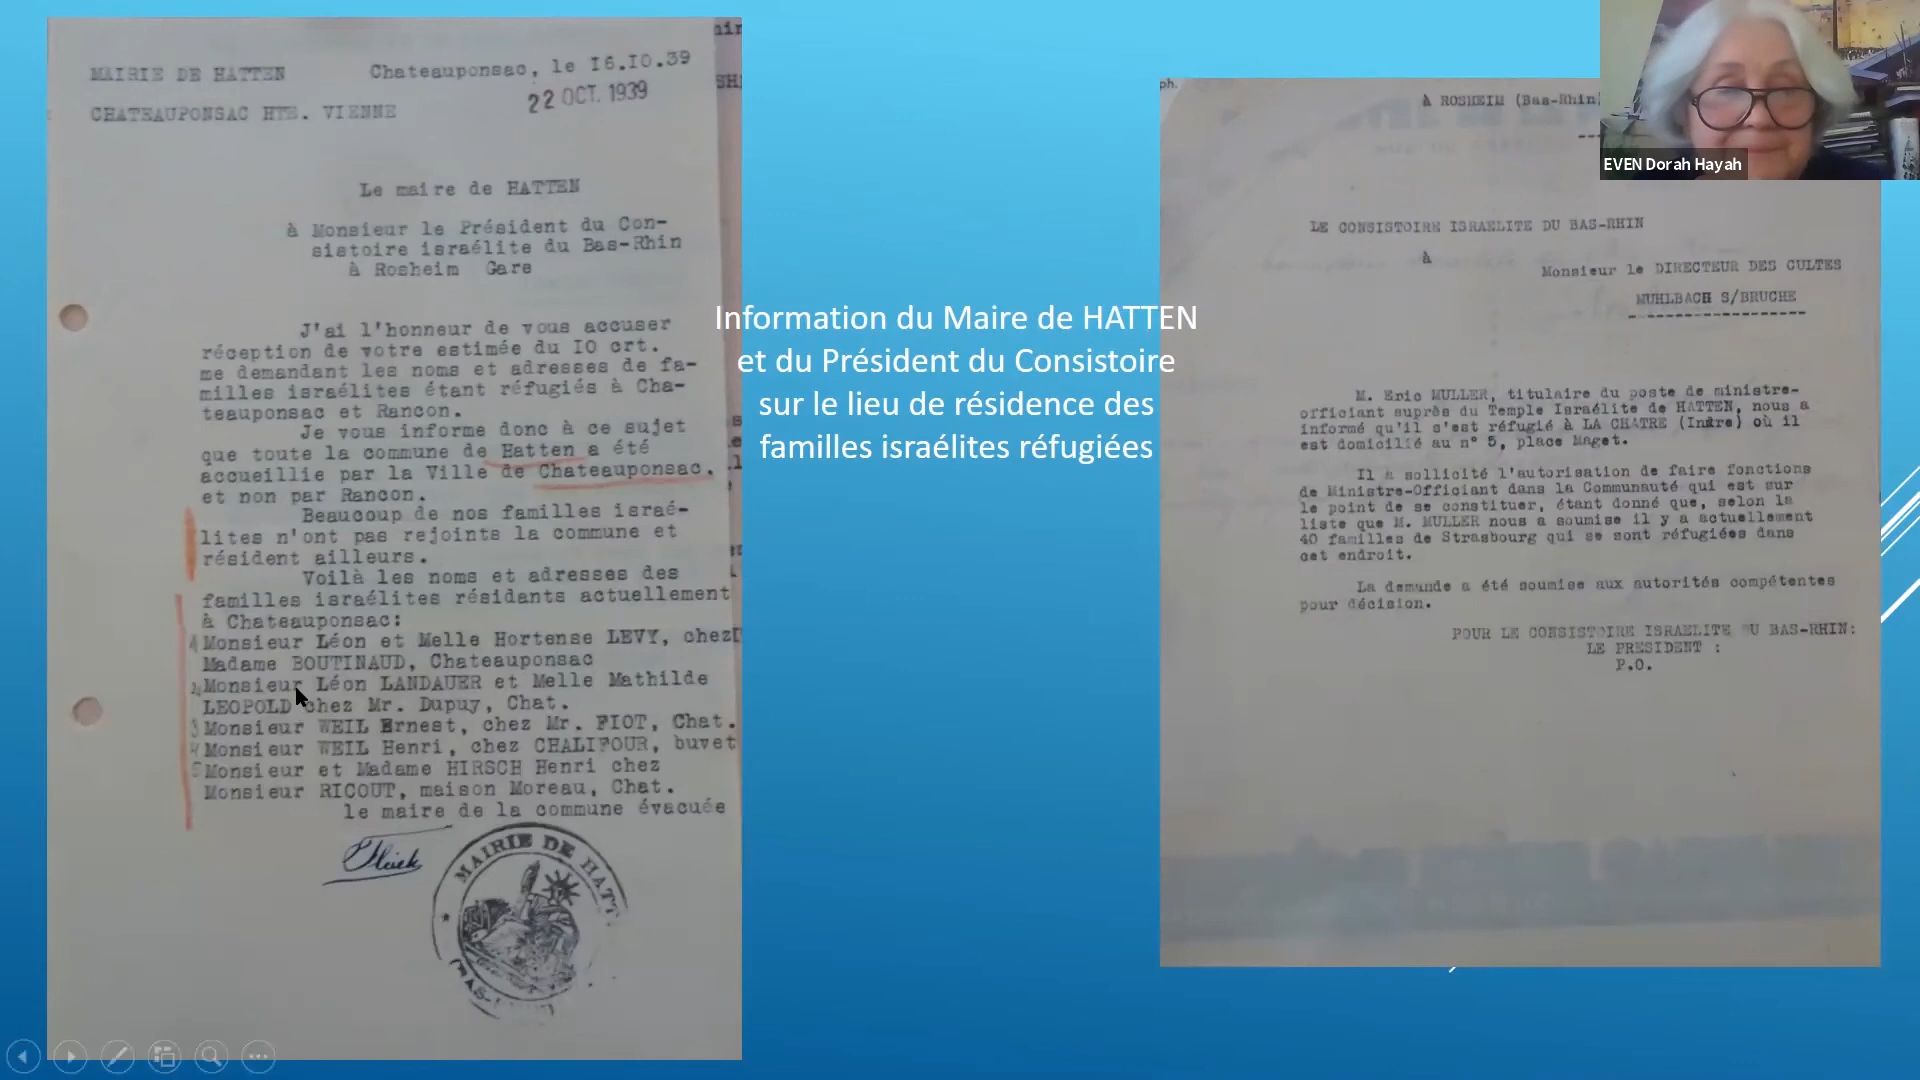 MAIRIE DE HATTEN
CHATEAUPONSAC HTE. VIENNE
Chateauponsac, le 16.10.39
22 OCT. 1939
Le maire de HATTEN
à Monsieur le Président du Con-
sistoire israélite du Bas-Rhin
à Rosheim Gare
J'ai l'honneur de vous accuser
réception de votre estimée du IO crt.
me demandant les noms et adresses de fa-
milles israélites étant réfugiés à Cha-
teauponsac et Rancon.
Je vous informe donc à ce sujet
que toute la commune de Hatten a été
accueillie par la Ville de Chateauponsac.
et non par Rancon.
Beaucoup de nos familles israé-
lites n'ont pas rejoints la commune et
résident ailleurs.
Voilà les noms et adresses des
familles israélites résidants actuellement
à Chateauponsac:
1 Monsieur Léon et Melle Hortense LEVY, chez
Madame BOUTINAUD, Chateauponsac
2 Monsieur Léon LANDAUER et Melle Mathilde
LEOPOLD chez Mr. Dupuy, Chat.
3 Monsieur WEIL Ernest, chez Mr. FIOT, Chat.
4 Monsieur WEIL Henri, chez CHALIFOUR, buvet
5 Monsieur et Madame HIRSCH Henri chez
Monsieur RICOUT, maison Moreau, Chat.
le maire de la commune évacuée
MAIRIE DE HATT
Information du Maire de HATTEN
et du Président du Consistoire
sur le lieu de résidence des
familles israélites réfugiées
ph.
à ROSHEIM (Bas-Rhin)
LE CONSISTOIRE ISRAELITE DU BAS-RHIN
à
Monsieur le DIRECTEUR DES CULTES
MUHLBACH S/BRUCHE
M. Eric MULLER, titulaire du poste de ministre-
officiant auprès du Temple Israélite de HATTEN, nous a
informé qu'il s'est réfugié à LA CHATRE (Indre) où il
est domicilié au n° 5, place Maget.
Il a sollicité l'autorisation de faire fonctions
de Ministre-Officiant dans la Communauté qui est sur
le point de se constituer, étant donné que, selon la
liste que M. MULLER nous a soumise il y a actuellement
40 familles de Strasbourg qui se sont réfugiées dans
cet endroit.
La demande a été soumise aux autorités compétentes
pour décision.
POUR LE CONSISTOIRE ISRAELITE DU BAS-RHIN:
LE PRESIDENT :
P.O.
EVEN Dorah Hayah